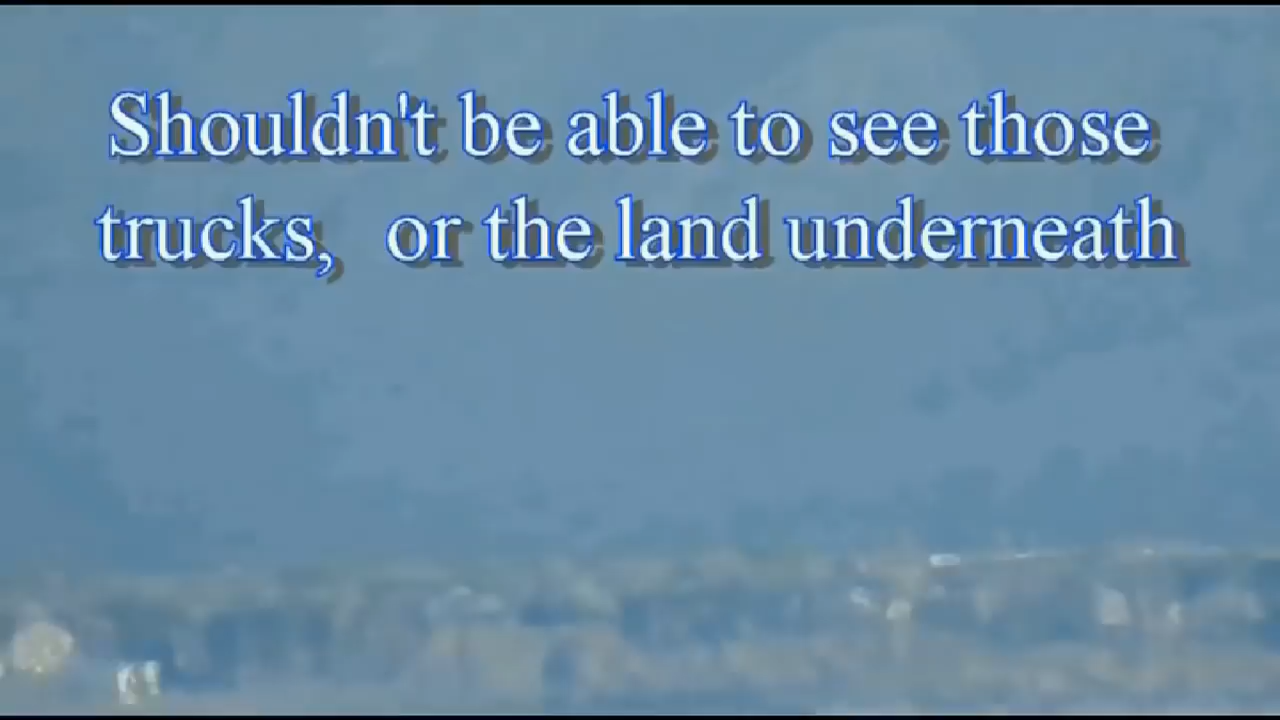 Shouldn't be able to see those
trucks,  or the land underneath